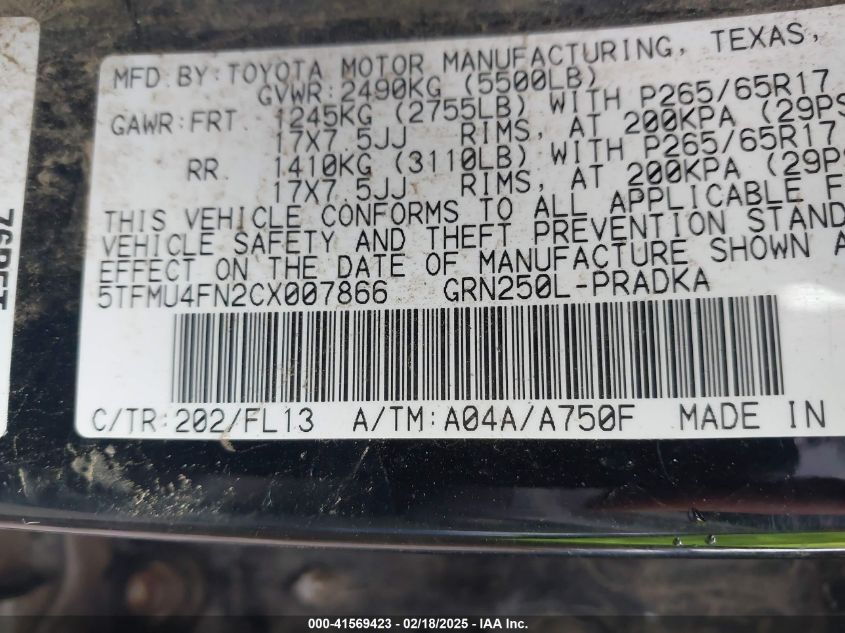 MFD BY: TOYOTA MOTOR MANUFACTURING, TEXAS,
GVWR: 2490KG (5500LB)
GAWR: FRT 1245KG (2755LB) WITH P265/65R17
17X7.5JJ RIMS, AT 200KPA (29PS
RR. 1410KG (3110LB) WITH P265/65R17
17X7.5JJ RIMS, AT 200KPA (29PS
THIS VEHICLE CONFORMS TO ALL APPLICABLE F
VEHICLE SAFETY AND THEFT PREVENTION STAND
EFFECT ON THE DATE OF MANUFACTURE SHOWN A
5TFMU4FN2CX007866 GRN250L-PRADKA
C/TR: 202/FL13 A/TM: A04A/A750F MADE IN
000-41569423 - 02/18/2025 - IAA Inc.